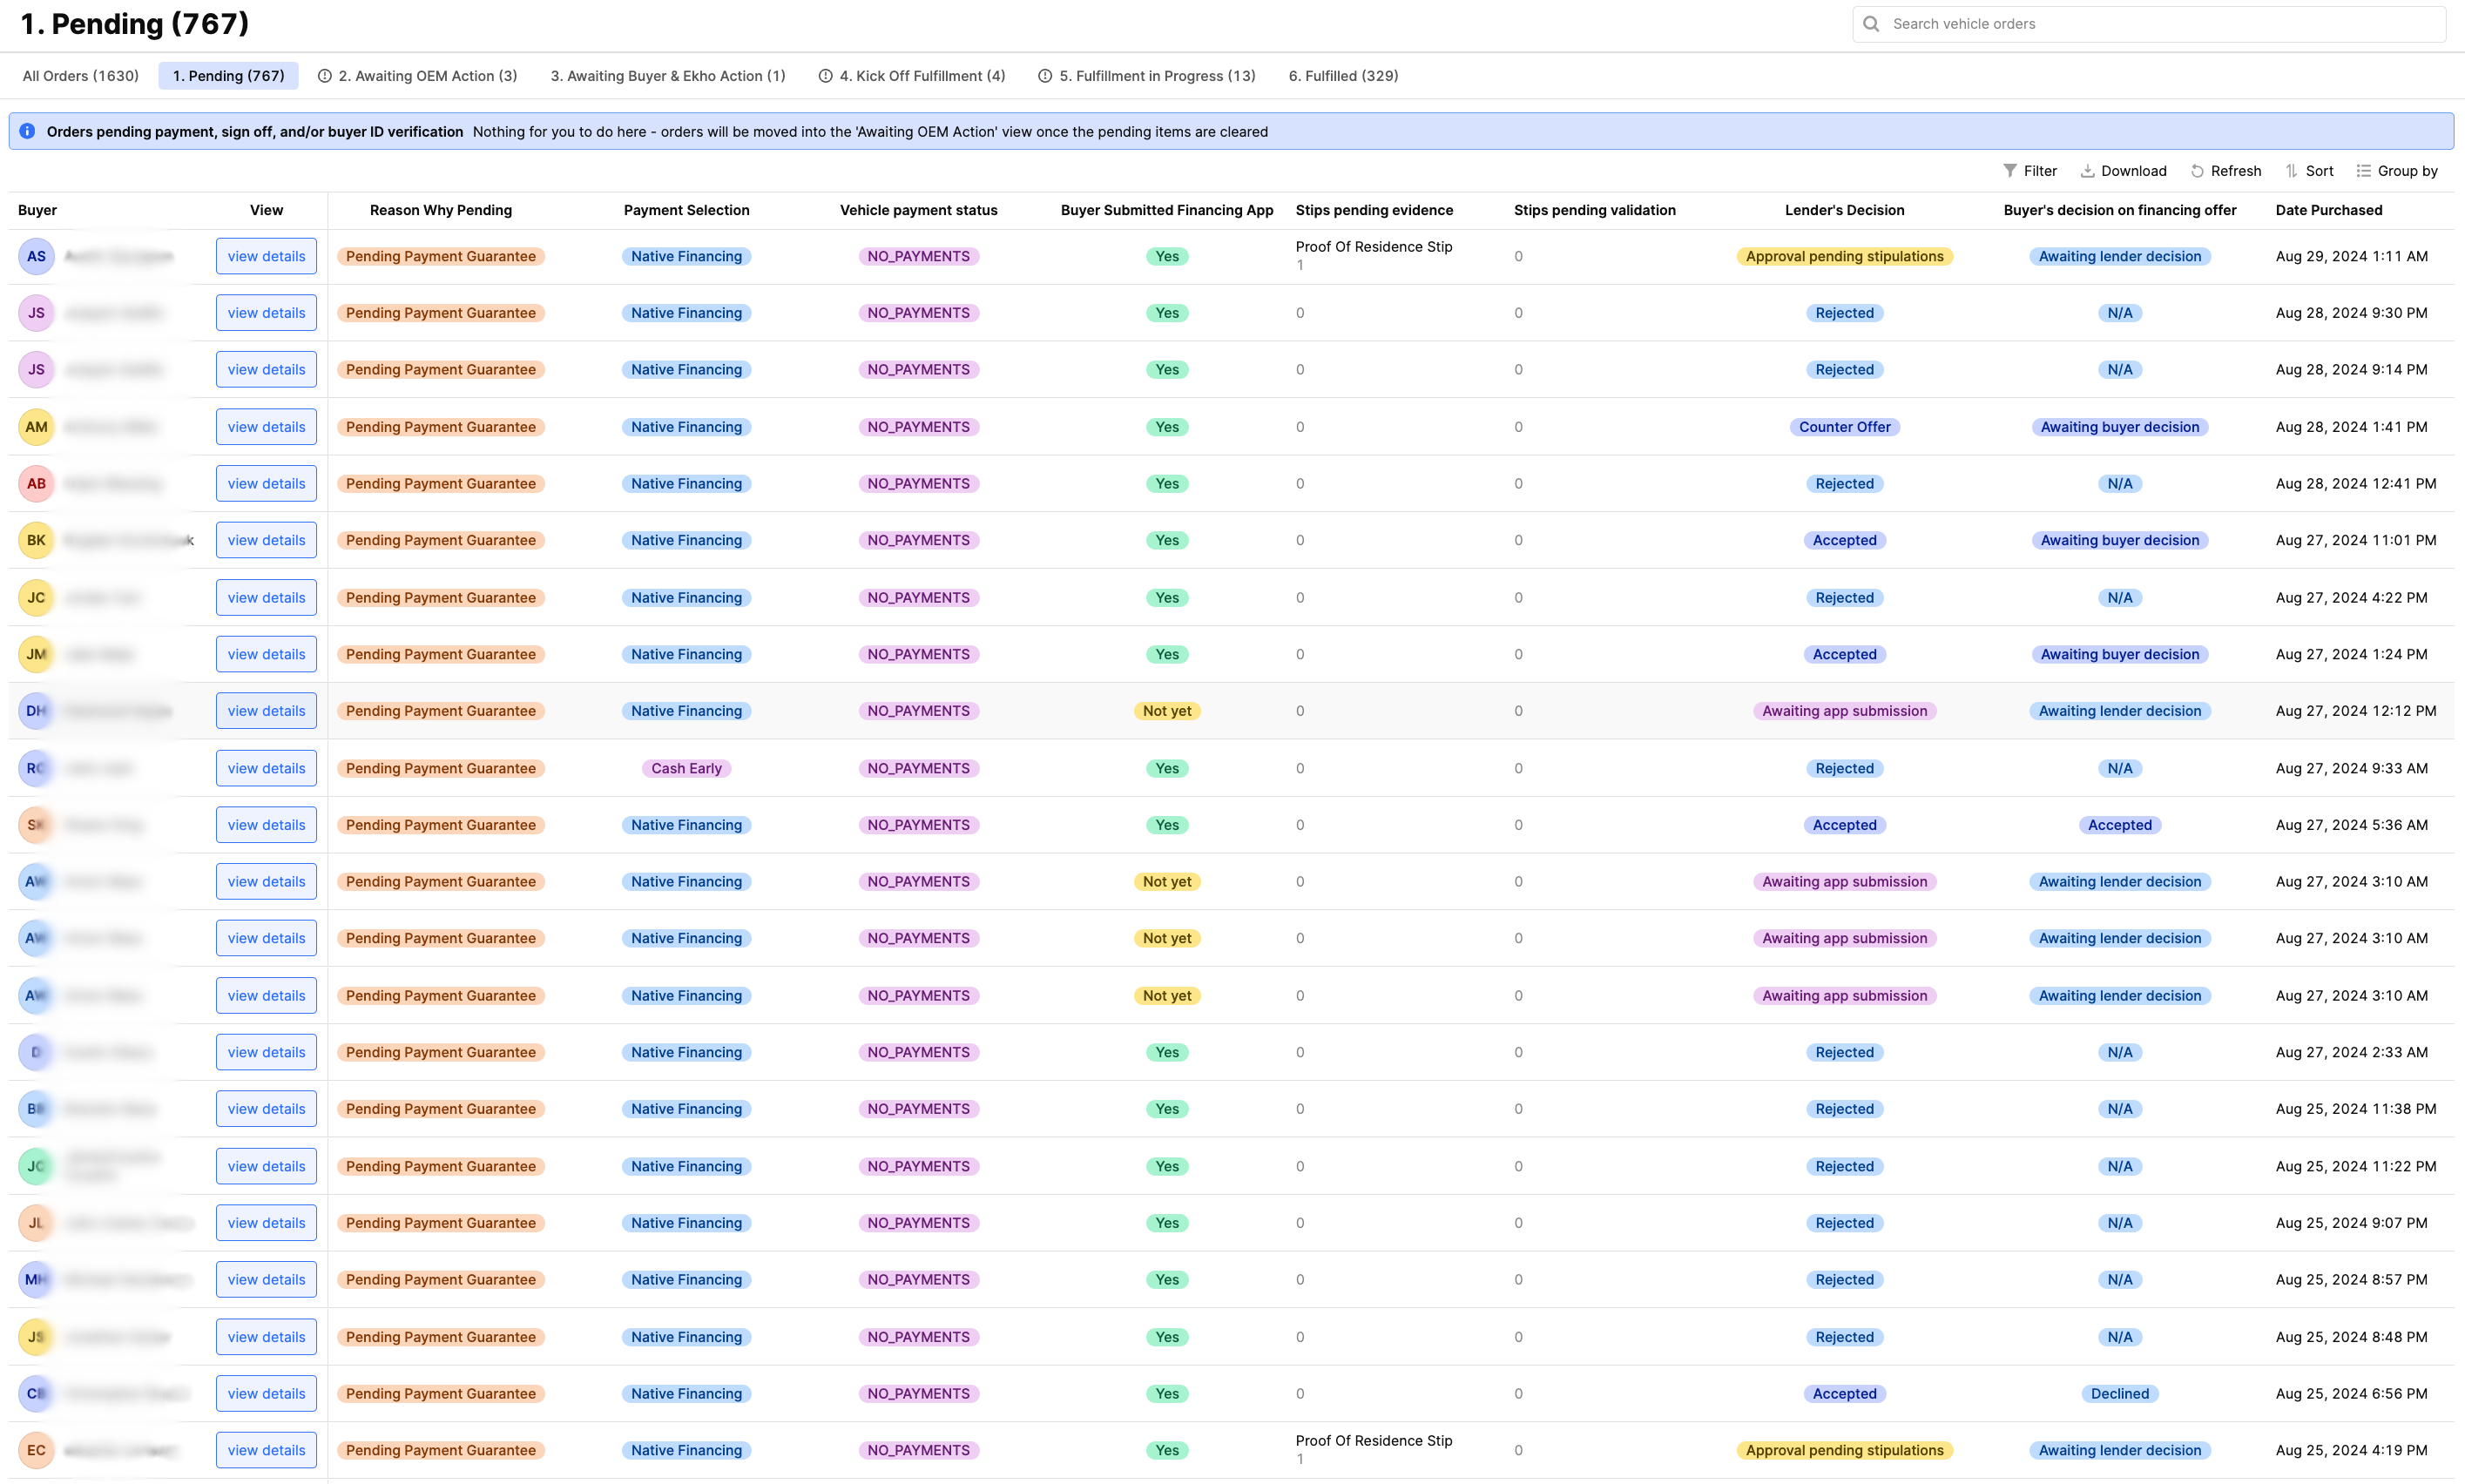 1. Pending (767)
Search vehicle orders
All Orders (1630) 1. Pending (767) 2. Awaiting OEM Action (3) 3. Awaiting Buyer & Ekho Action (1) 4. Kick Off Fulfillment (4) 5. Fulfillment in Progress (13) 6. Fulfilled (329)
Orders pending payment, sign off, and/or buyer ID verification Nothing for you to do here - orders will be moved into the 'Awaiting OEM Action' view once the pending items are cleared
Filter Download Refresh Sort Group by
Buyer View Reason Why Pending Payment Selection Vehicle payment status Buyer Submitted Financing App Stips pending evidence Stips pending validation Lender's Decision Buyer's decision on financing offer Date Purchased
AS view details Pending Payment Guarantee Native Financing NO_PAYMENTS Yes Proof Of Residence Stip 0 Approval pending stipulations Awaiting lender decision Aug 29, 2024 1:11 AM
1
JS view details Pending Payment Guarantee Native Financing NO_PAYMENTS Yes 0 0 Rejected N/A Aug 28, 2024 9:30 PM
JS view details Pending Payment Guarantee Native Financing NO_PAYMENTS Yes 0 0 Rejected N/A Aug 28, 2024 9:14 PM
AM view details Pending Payment Guarantee Native Financing NO_PAYMENTS Yes 0 0 Counter Offer Awaiting buyer decision Aug 28, 2024 1:41 PM
AB view details Pending Payment Guarantee Native Financing NO_PAYMENTS Yes 0 0 Rejected N/A Aug 28, 2024 12:41 PM
BK view details Pending Payment Guarantee Native Financing NO_PAYMENTS Yes 0 0 Accepted Awaiting buyer decision Aug 27, 2024 11:01 PM
JC view details Pending Payment Guarantee Native Financing NO_PAYMENTS Yes 0 0 Rejected N/A Aug 27, 2024 4:22 PM
JM view details Pending Payment Guarantee Native Financing NO_PAYMENTS Yes 0 0 Accepted Awaiting buyer decision Aug 27, 2024 1:24 PM
DH view details Pending Payment Guarantee Native Financing NO_PAYMENTS Not yet 0 0 Awaiting app submission Awaiting lender decision Aug 27, 2024 12:12 PM
RC view details Pending Payment Guarantee Cash Early NO_PAYMENTS Yes 0 0 Rejected N/A Aug 27, 2024 9:33 AM
SK view details Pending Payment Guarantee Native Financing NO_PAYMENTS Yes 0 0 Accepted Accepted Aug 27, 2024 5:36 AM
AW view details Pending Payment Guarantee Native Financing NO_PAYMENTS Not yet 0 0 Awaiting app submission Awaiting lender decision Aug 27, 2024 3:10 AM
AW view details Pending Payment Guarantee Native Financing NO_PAYMENTS Not yet 0 0 Awaiting app submission Awaiting lender decision Aug 27, 2024 3:10 AM
AW view details Pending Payment Guarantee Native Financing NO_PAYMENTS Not yet 0 0 Awaiting app submission Awaiting lender decision Aug 27, 2024 3:10 AM
view details Pending Payment Guarantee Native Financing NO_PAYMENTS Yes 0 0 Rejected N/A Aug 27, 2024 2:33 AM
BB view details Pending Payment Guarantee Native Financing NO_PAYMENTS Yes 0 0 Rejected N/A Aug 25, 2024 11:38 PM
JC view details Pending Payment Guarantee Native Financing NO_PAYMENTS Yes 0 0 Rejected N/A Aug 25, 2024 11:22 PM
JL view details Pending Payment Guarantee Native Financing NO_PAYMENTS Yes 0 0 Rejected N/A Aug 25, 2024 9:07 PM
MH view details Pending Payment Guarantee Native Financing NO_PAYMENTS Yes 0 0 Rejected N/A Aug 25, 2024 8:57 PM
JS view details Pending Payment Guarantee Native Financing NO_PAYMENTS Yes 0 0 Rejected N/A Aug 25, 2024 8:48 PM
CB view details Pending Payment Guarantee Native Financing NO_PAYMENTS Yes 0 0 Accepted Declined Aug 25, 2024 6:56 PM
EC view details Pending Payment Guarantee Native Financing NO_PAYMENTS Yes Proof Of Residence Stip 0 Approval pending stipulations Awaiting lender decision Aug 25, 2024 4:19 PM
1